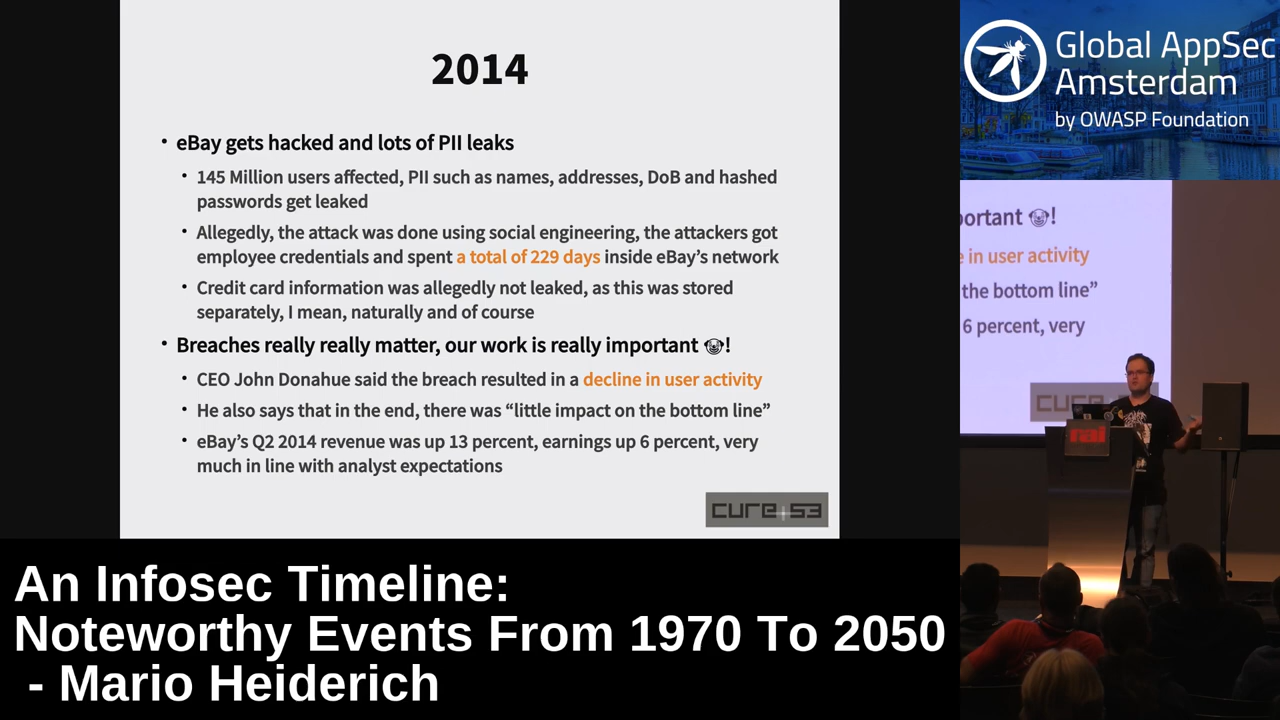 2014
• eBay gets hacked and lots of PII leaks
• 145 Million users affected, PII such as names, addresses, DoB and hashed
passwords get leaked
• Allegedly, the attack was done using social engineering, the attackers got
employee credentials and spent a total of 229 days inside eBay’s network
• Credit card information was allegedly not leaked, as this was stored
separately, I mean, naturally and of course
• Breaches really really matter, our work is really important 🤡!
• CEO John Donahue said the breach resulted in a decline in user activity
• He also says that in the end, there was “little impact on the bottom line”
• eBay’s Q2 2014 revenue was up 13 percent, earnings up 6 percent, very
much in line with analyst expectations
cure+53
Global AppSec
Amsterdam
by OWASP Foundation
portant 🤡!
e in user activity
the bottom line”
6 percent, very
cure
rai
An Infosec Timeline:
Noteworthy Events From 1970 To 2050
- Mario Heiderich